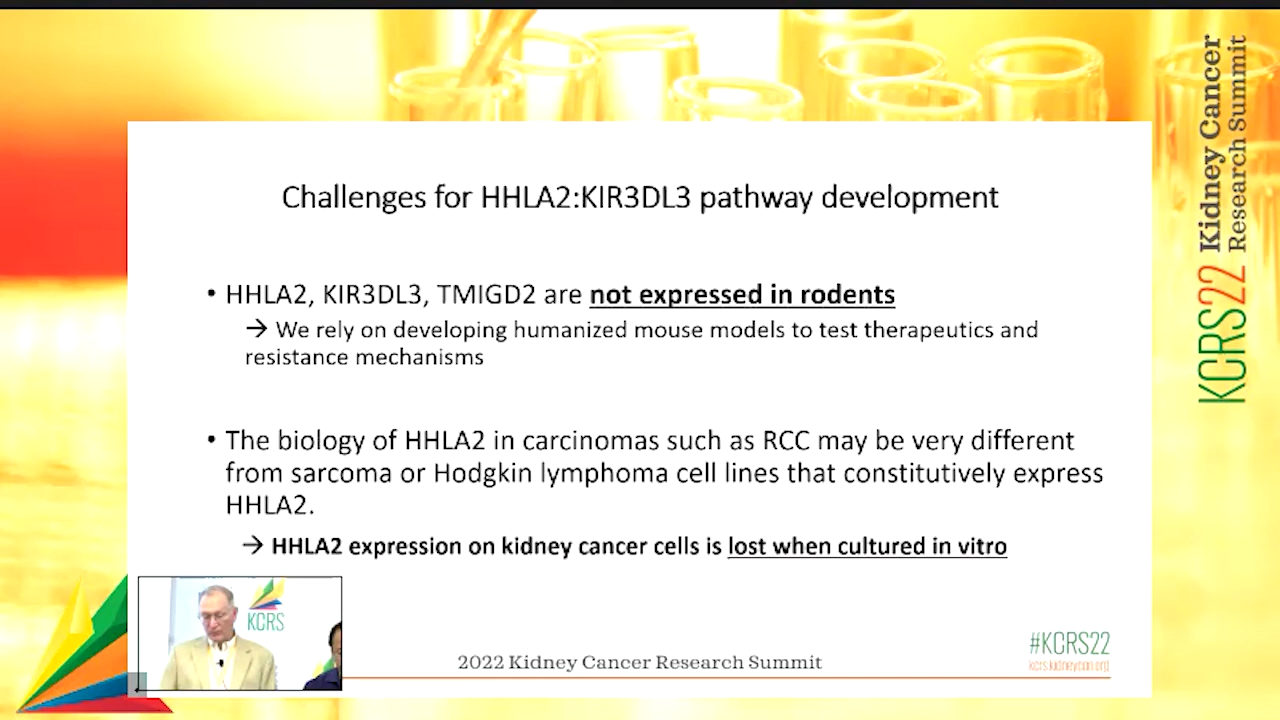 Challenges for HHLA2:KIR3DL3 pathway development
• HHLA2, KIR3DL3, TMIGD2 are not expressed in rodents
→ We rely on developing humanized mouse models to test therapeutics and
resistance mechanisms
• The biology of HHLA2 in carcinomas such as RCC may be very different
from sarcoma or Hodgkin lymphoma cell lines that constitutively express
HHLA2.
→ HHLA2 expression on kidney cancer cells is lost when cultured in vitro
KCRS
2022 Kidney Cancer Research Summit
#KCRS22
kcrs.kidneycan.org
KCRS22 Kidney Cancer
Research Summit